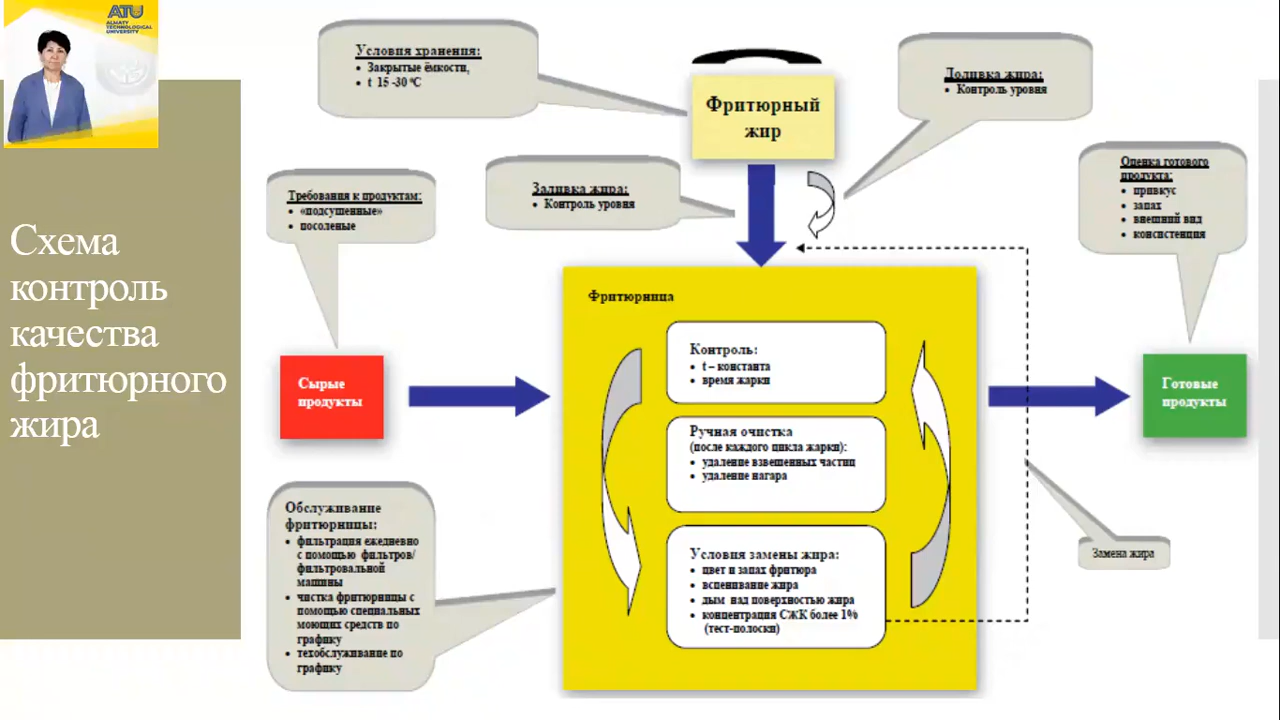 ATU
ALMATY
TECHNOLOGICAL
UNIVERSITY
Схема
контроль
качества
фритюрного
жира
Условия хранения:
• Закрытые ёмкости,
• t 15 -30 °C
Фритюрный
жир
Доливка жира:
• Контроль уровня
Требования к продуктам:
• «подсушенные»
• посоленые
Заливка жира:
• Контроль уровня
Оценка готового
продукта:
• привкус
• запах
• внешний вид
• консистенция
Фритюрница
Контроль:
• t – константа
• время жарки
Сырые
продукты
Готовые
продукты
Ручная очистка
(после каждого цикла жарки):
• удаление взвешенных частиц
• удаление нагара
Обслуживание
фритюрницы:
• фильтрация ежедневно
с помощью фильтров/
фильтровальной
машины
• чистка фритюрницы с
помощью специальных
моющих средств по
графику
• техобслуживание по
графику
Условия замены жира:
• цвет и запах фритюра
• вспенивание жира
• дым над поверхностью жира
• концентрация СЖК более 1%
(тест-полоски)
Замена жира